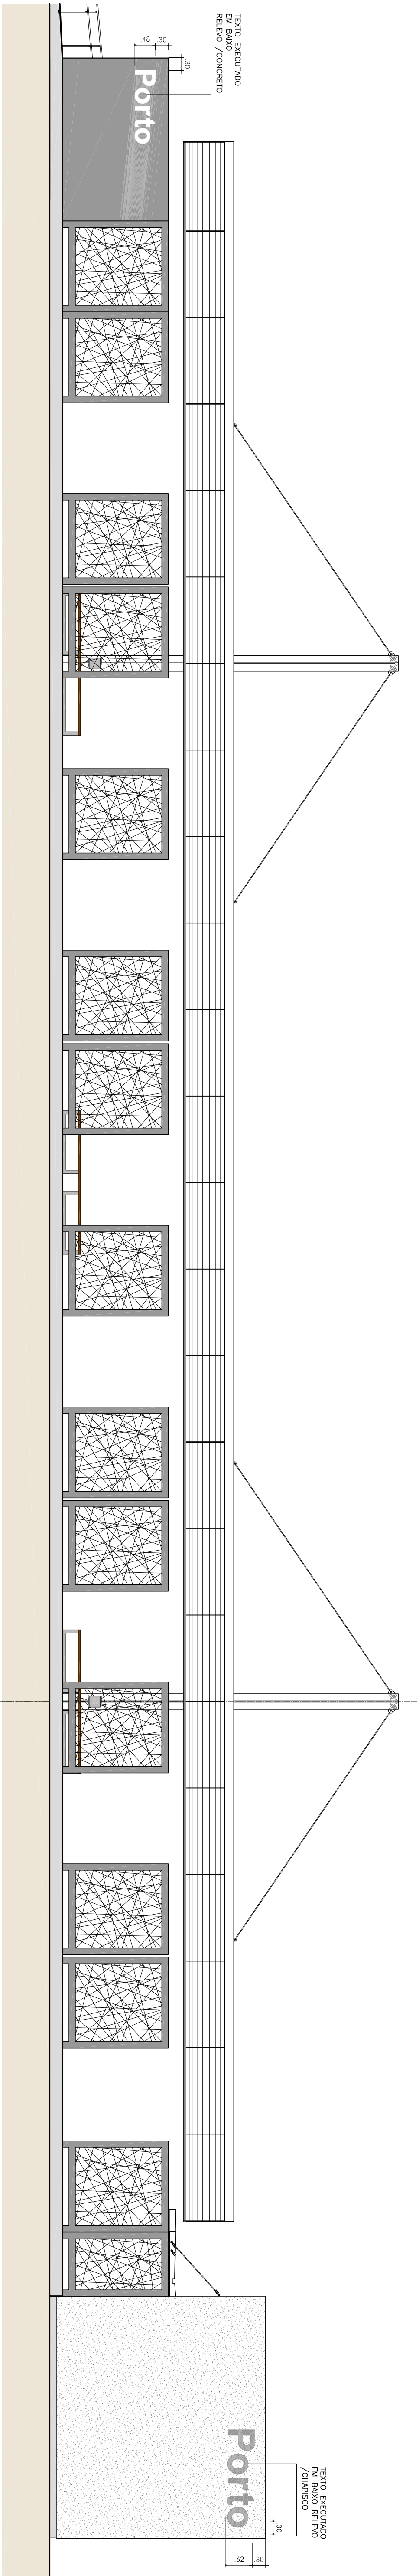 TEXTO EXECUTADO
EM BAIXO
RELEVO /CONCRETO
.30
.30
.48
Porto
TEXTO EXECUTADO
EM BAIXO RELEVO
/CHAPISCO
.30
.30
.62
Porto